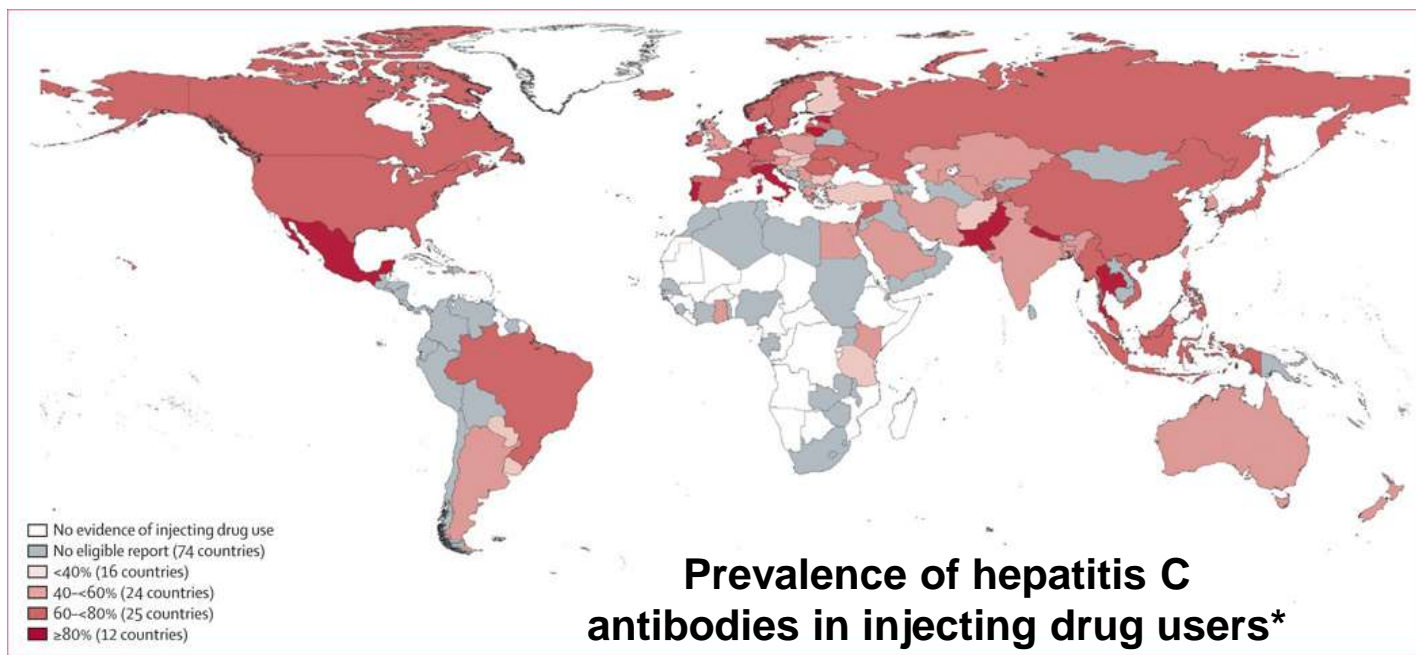 No evidence of injecting drug use
No eligible report (74 countries)
<40% (16 countries)
40–<60% (24 countries)
60–<80% (25 countries)
≥80% (12 countries)
Prevalence of hepatitis C
antibodies in injecting drug users*